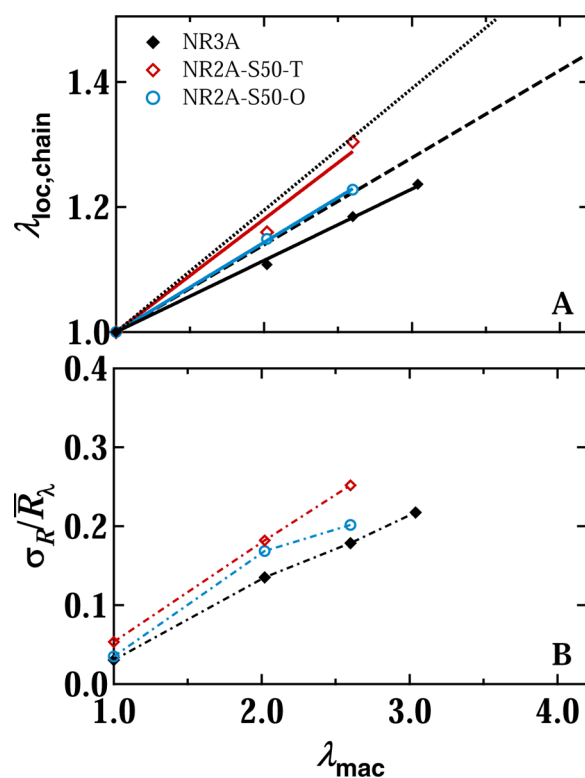 NR3A
NR2A-S50-T
NR2A-S50-O
1.4
1.2
1.0
λloc,chain
A
0.4
0.3
0.2
0.1
0.0
σR/R̅λ
B
1.0 2.0 3.0 4.0
λmac